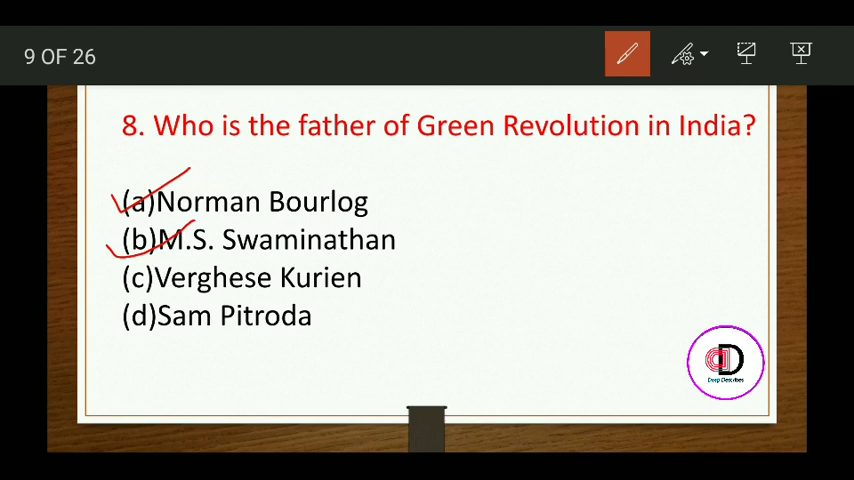 9 OF 26
8. Who is the father of Green Revolution in India?
(a)Norman Bourlog
(b)M.S. Swaminathan
(c)Verghese Kurien
(d)Sam Pitroda
Deep Describes